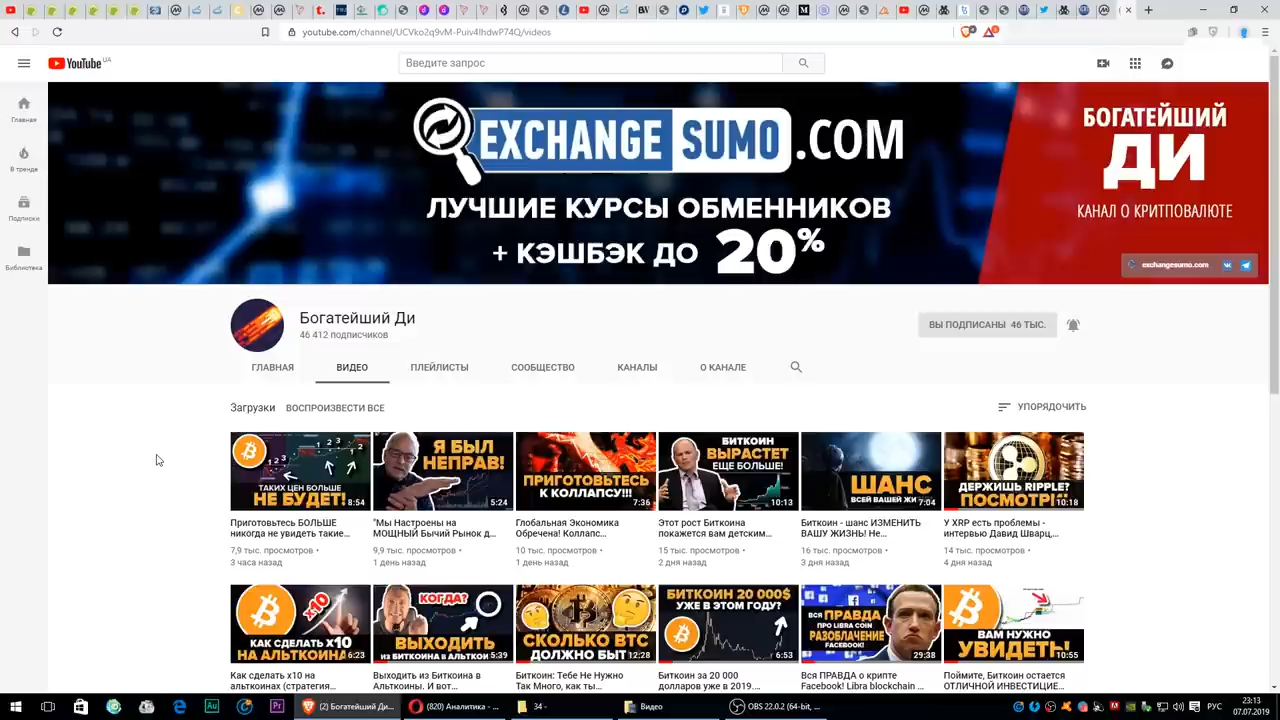 youtube.com/channel/UCVko2q9vM-Puiv4IhdwP74Q/videos
YouTube UA
Введите запрос
Главная
В тренде
Подписки
Библиотека
EXCHANGE SUMO.COM
ЛУЧШИЕ КУРСЫ ОБМЕННИКОВ
+ КЭШБЭК ДО 20%
БОГАТЕЙШИЙ
ДИ
КАНАЛ О КРИПТОВАЛЮТЕ
exchangesumo.com
Богатейший Ди
46 412 подписчиков
ВЫ ПОДПИСАНЫ 46 ТЫС.
ГЛАВНАЯ ВИДЕО ПЛЕЙЛИСТЫ СООБЩЕСТВО КАНАЛЫ О КАНАЛЕ
Загрузки ВОСПРОИЗВЕСТИ ВСЕ УПОРЯДОЧИТЬ
ТАКИХ ЦЕН БОЛЬШЕ
НЕ БУДЕТ!
8:54
Приготовьтесь БОЛЬШЕ
никогда не увидеть такие...
7,9 тыс. просмотров •
3 часа назад
Я БЫЛ
НЕПРАВ!
5:24
"Мы Настроены на
МОЩНЫЙ Бычий Рынок д...
9,9 тыс. просмотров •
1 день назад
ПРИГОТОВЬТЕСЬ
К КОЛЛАПСУ!!!
7:36
Глобальная Экономика
Обречена! Коллапс...
10 тыс. просмотров •
1 день назад
БИТКОИН
ВЫРАСТЕТ
ЕЩЕ БОЛЬШЕ!
10:13
Этот рост Биткоина
покажется вам детским...
15 тыс. просмотров •
2 дня назад
ШАНС
ВСЕЙ ВАШЕЙ ЖИ
7:04
Биткоин - шанс ИЗМЕНИТЬ
ВАШУ ЖИЗНЬ! Не...
16 тыс. просмотров •
3 дня назад
ДЕРЖИШЬ RIPPLE?
ПОСМОТРИ!
10:18
У XRP есть проблемы -
интервью Давид Шварц,...
14 тыс. просмотров •
4 дня назад
X10
КАК СДЕЛАТЬ X10
НА АЛЬТКОИНА
6:23
Как сделать x10 на
альткоинах (стратегия...
КОГДА?
ВЫХОДИТЬ
ИЗ БИТКОИНА В АЛЬТКОИ
5:39
Выходить из Биткоина в
Альткоины. И вот...
СКОЛЬКО BTC
ДОЛЖНО БЫТ
12:28
Биткоин: Тебе Не Нужно
Так Много, как ты...
БИТКОИН 20 000$
УЖЕ В ЭТОМ ГОДУ?
6:53
Биткоин за 20 000
долларов уже в 2019....
ВСЯ ПРАВДА
ПРО LIBRA COIN
РАЗОБЛАЧЕНИЕ
FACEBOOK!
29:38
Вся ПРАВДА о крипте
Facebook! Libra blockchain ...
ВАМ НУЖНО
УВИДЕТЬ!
10:55
Поймите, Биткоин остается
ОТЛИЧНОЙ ИНВЕСТИЦИЕ...
(2) Богатейший Ди... (820) Аналитика - ... 34 - Видео OBS 22.0.2 (64-bit, ...
РУС
23:13
07.07.2019